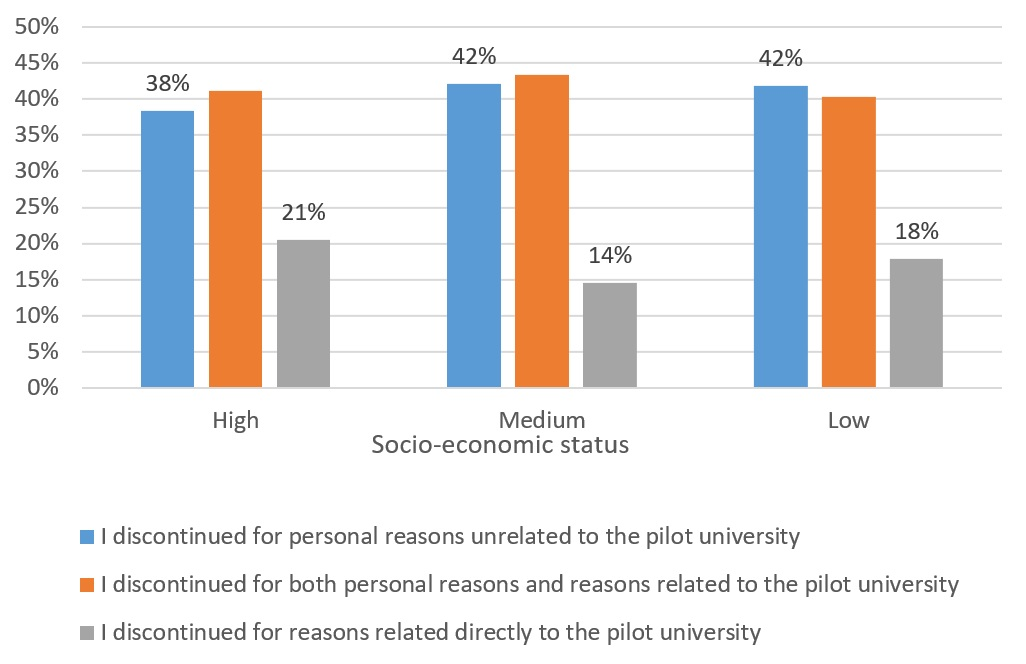 50%
45%
40%
35%
30%
25%
20%
15%
10%
5%
0%
38%
21%
42%
14%
42%
18%
High
Medium
Low
Socio-economic status
I discontinued for personal reasons unrelated to the pilot university
I discontinued for both personal reasons and reasons related to the pilot university
I discontinued for reasons related directly to the pilot university